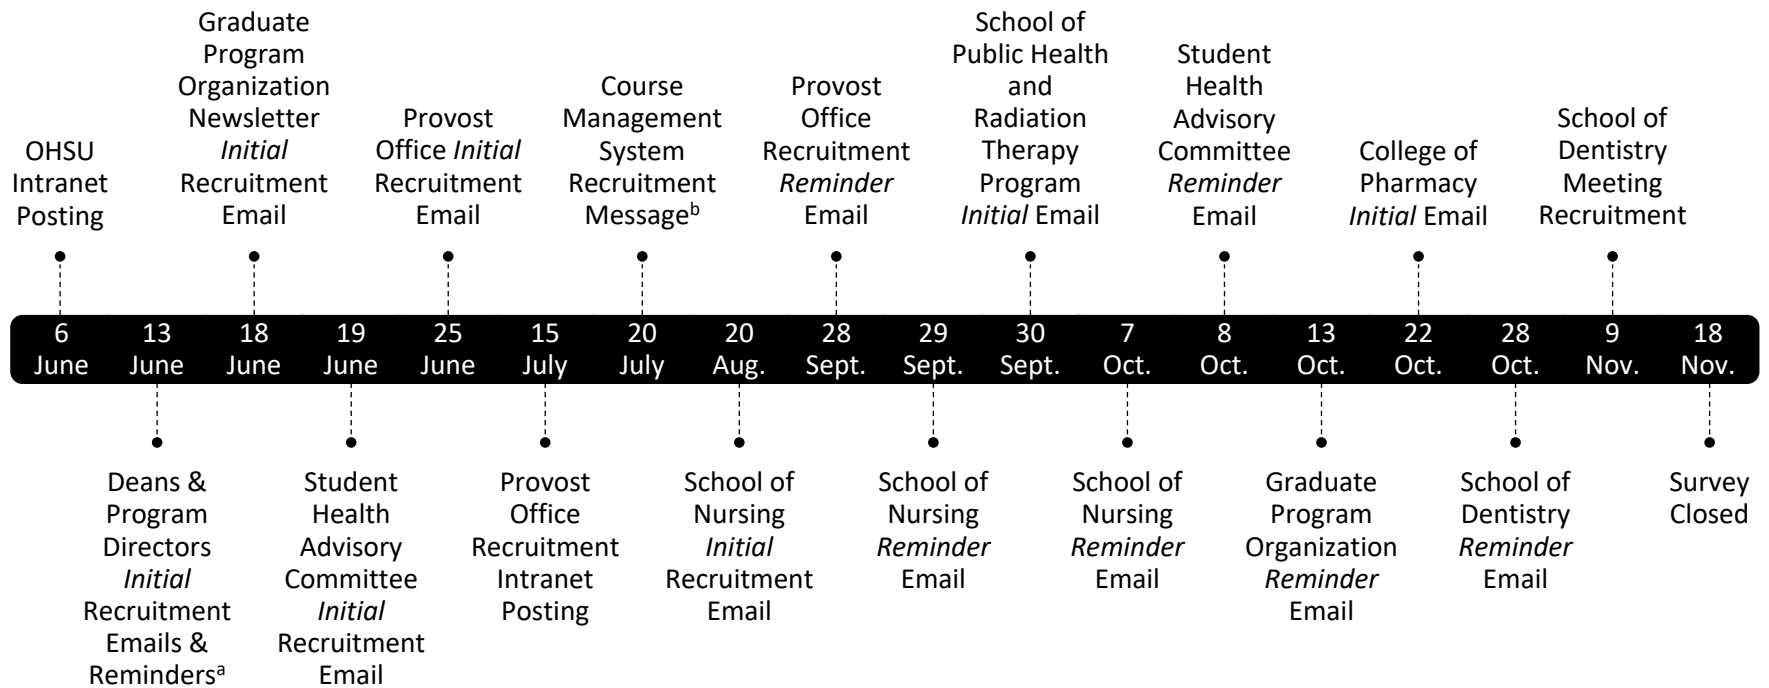 OHSU
Intranet
Posting
Graduate
Program
Organization
Newsletter
Initial
Recruitment
Email
Provost
Office Initial
Recruitment
Email
Course
Management
System
Recruitment
Messageᵇ
Provost
Office
Recruitment
Reminder
Email
School of
Public Health
and
Radiation
Therapy
Program
Initial Email
Student
Health
Advisory
Committee
Reminder
Email
College of
Pharmacy
Initial Email
School of
Dentistry
Meeting
Recruitment
6
June
13
June
18
June
19
June
25
June
15
July
20
July
20
Aug.
28
Sept.
29
Sept.
30
Sept.
7
Oct.
8
Oct.
13
Oct.
22
Oct.
28
Oct.
9
Nov.
18
Nov.
Deans &
Program
Directors
Initial
Recruitment
Emails &
Remindersᵃ
Student
Health
Advisory
Committee
Initial
Recruitment
Email
Provost
Office
Recruitment
Intranet
Posting
School of
Nursing
Initial
Recruitment
Email
School of
Nursing
Reminder
Email
School of
Nursing
Reminder
Email
Graduate
Program
Organization
Reminder
Email
School of
Dentistry
Reminder
Email
Survey
Closed